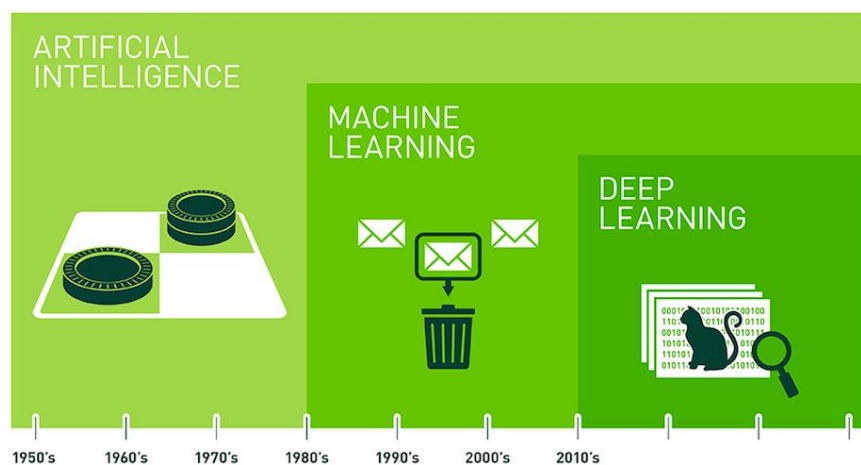 ARTIFICIAL
INTELLIGENCE
MACHINE
LEARNING
DEEP
LEARNING
1950's
1960's
1970's
1980's
1990's
2000's
2010's